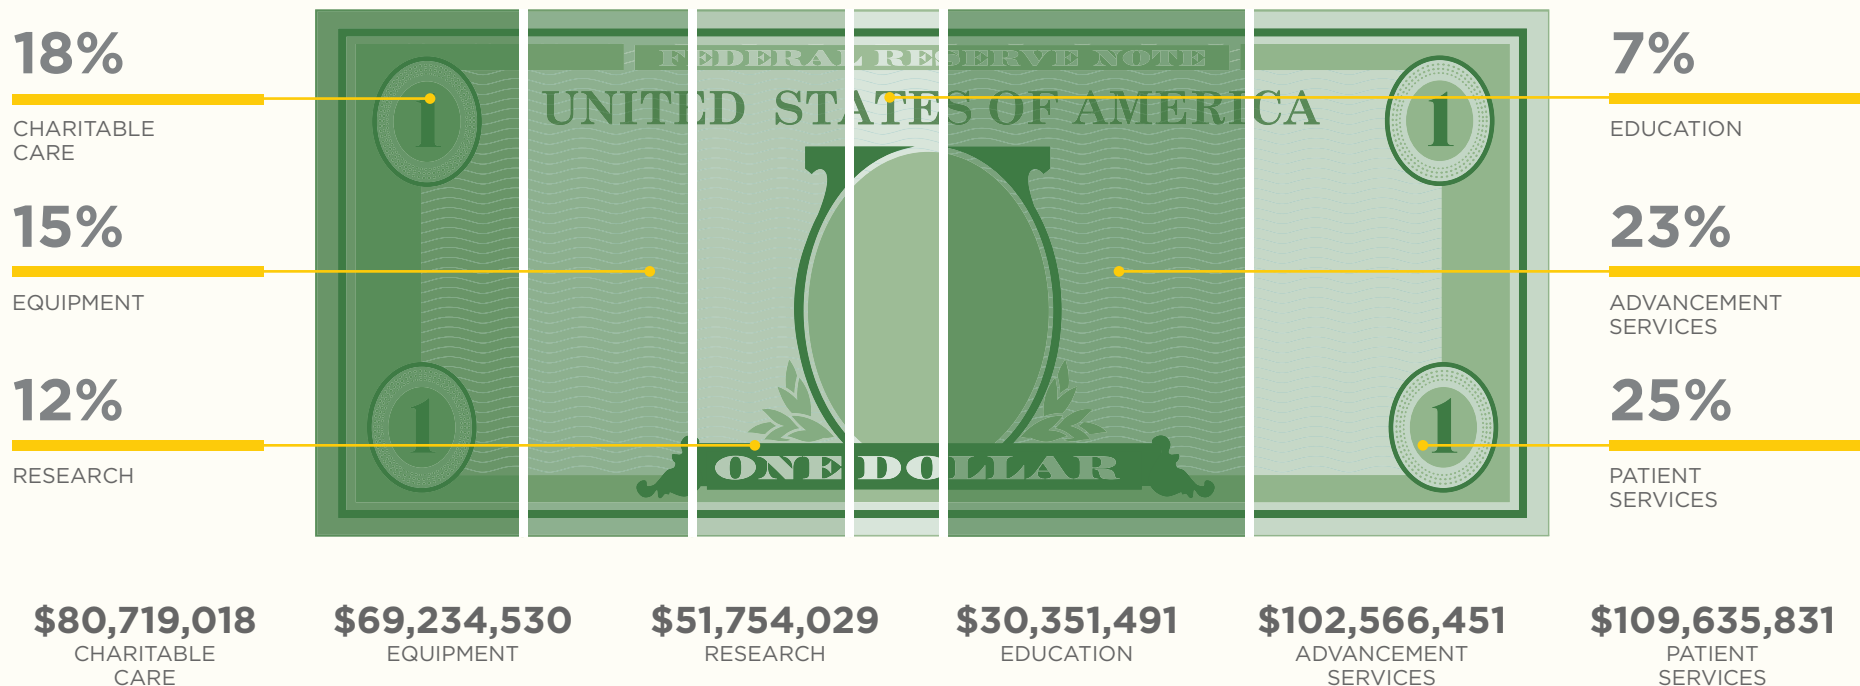 18%
CHARITABLE
CARE
15%
EQUIPMENT
12%
RESEARCH
FEDERAL RESERVE NOTE
UNITED STATES OF AMERICA
1
1
1
1
ONE DOLLAR
7%
EDUCATION
23%
ADVANCEMENT
SERVICES
25%
PATIENT
SERVICES
$80,719,018
CHARITABLE
CARE
$69,234,530
EQUIPMENT
$51,754,029
RESEARCH
$30,351,491
EDUCATION
$102,566,451
ADVANCEMENT
SERVICES
$109,635,831
PATIENT
SERVICES